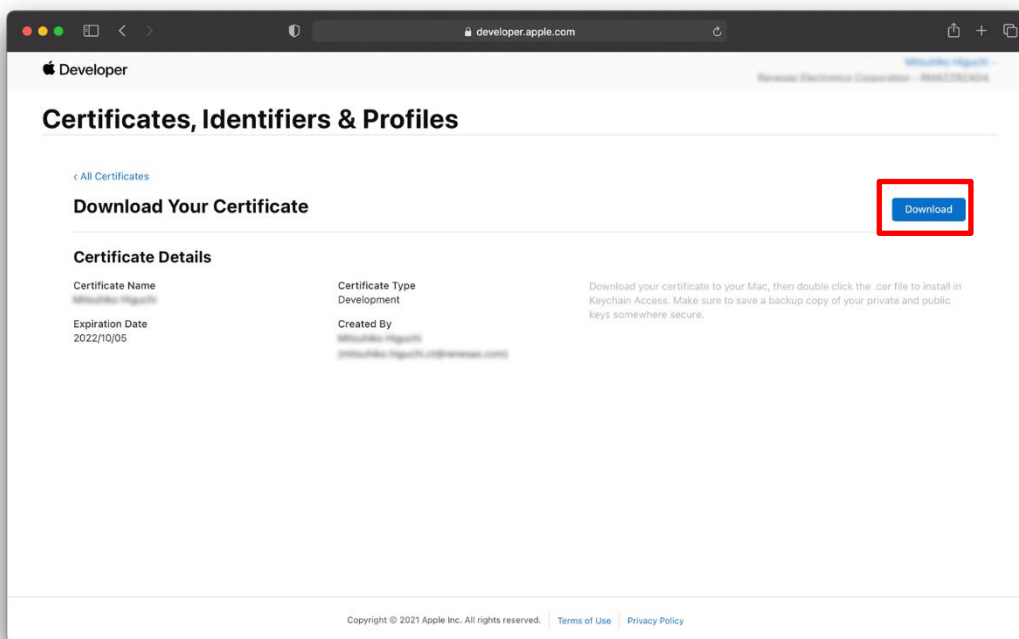 developer.apple.com
Developer
Certificates, Identifiers & Profiles
‹ All Certificates
Download Your Certificate
Download
Certificate Details
Certificate Name
Expiration Date
2022/10/05
Certificate Type
Development
Created By
Download your certificate to your Mac, then double click the .cer file to install in
Keychain Access. Make sure to save a backup copy of your private and public
keys somewhere secure.
Copyright © 2021 Apple Inc. All rights reserved. Terms of Use Privacy Policy